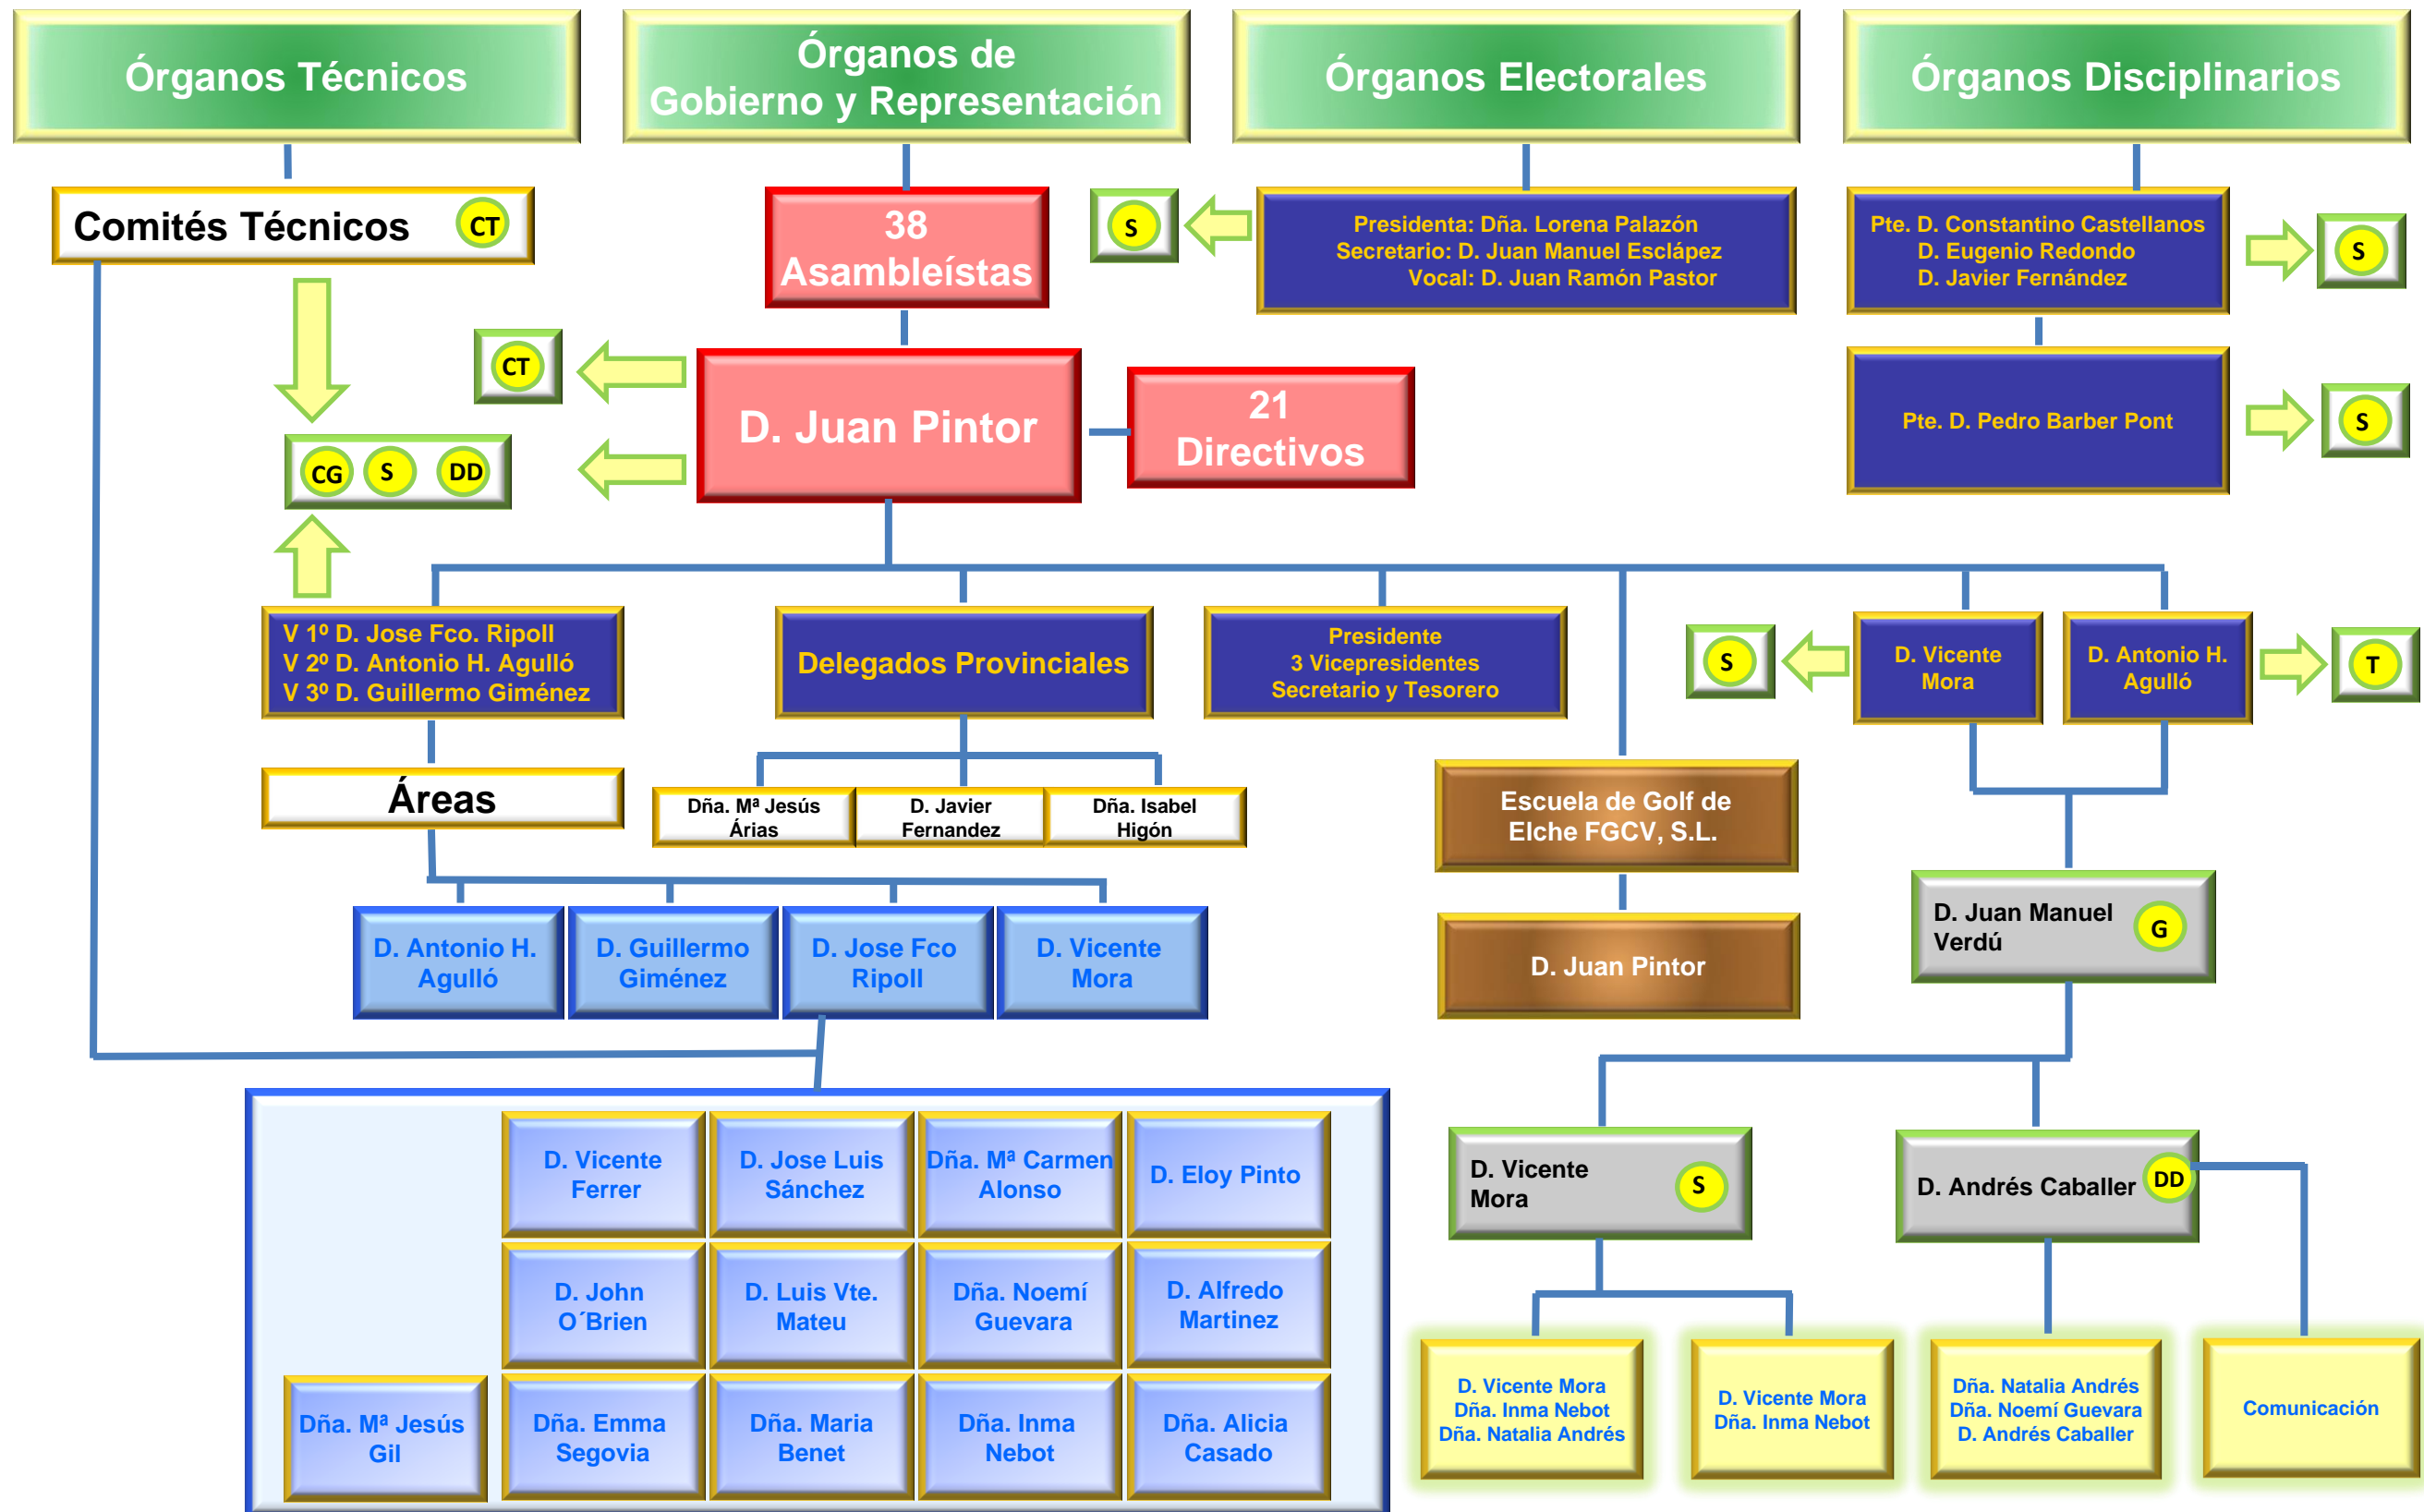 Órganos Técnicos
Órganos de
Gobierno y Representación
Órganos Electorales
Órganos Disciplinarios
Comités Técnicos
CT
38
Asambleístas
S
Presidenta: Dña. Lorena Palazón
Secretario: D. Juan Manuel Esclápez
Vocal: D. Juan Ramón Pastor
Pte. D. Constantino Castellanos
D. Eugenio Redondo
D. Javier Fernández
S
CT
D. Juan Pintor
21
Directivos
Pte. D. Pedro Barber Pont
S
CG
S
DD
V 1º D. Jose Fco. Ripoll
V 2º D. Antonio H. Agulló
V 3º D. Guillermo Giménez
Delegados Provinciales
Presidente
3 Vicepresidentes
Secretario y Tesorero
S
D. Vicente
Mora
D. Antonio H.
Agulló
T
Áreas
Dña. Mª Jesús
Árias
D. Javier
Fernandez
Dña. Isabel
Higón
Escuela de Golf de
Elche FGCV, S.L.
D. Antonio H.
Agulló
D. Guillermo
Giménez
D. Jose Fco
Ripoll
D. Vicente
Mora
D. Juan Pintor
D. Juan Manuel
Verdú
G
D. Vicente
Ferrer
D. Jose Luis
Sánchez
Dña. Mª Carmen
Alonso
D. Eloy Pinto
D. John
O´Brien
D. Luis Vte.
Mateu
Dña. Noemí
Guevara
D. Alfredo
Martinez
Dña. Mª Jesús
Gil
Dña. Emma
Segovia
Dña. Maria
Benet
Dña. Inma
Nebot
Dña. Alicia
Casado
D. Vicente
Mora
S
D. Andrés Caballer
DD
D. Vicente Mora
Dña. Inma Nebot
Dña. Natalia Andrés
D. Vicente Mora
Dña. Inma Nebot
Dña. Natalia Andrés
Dña. Noemí Guevara
D. Andrés Caballer
Comunicación